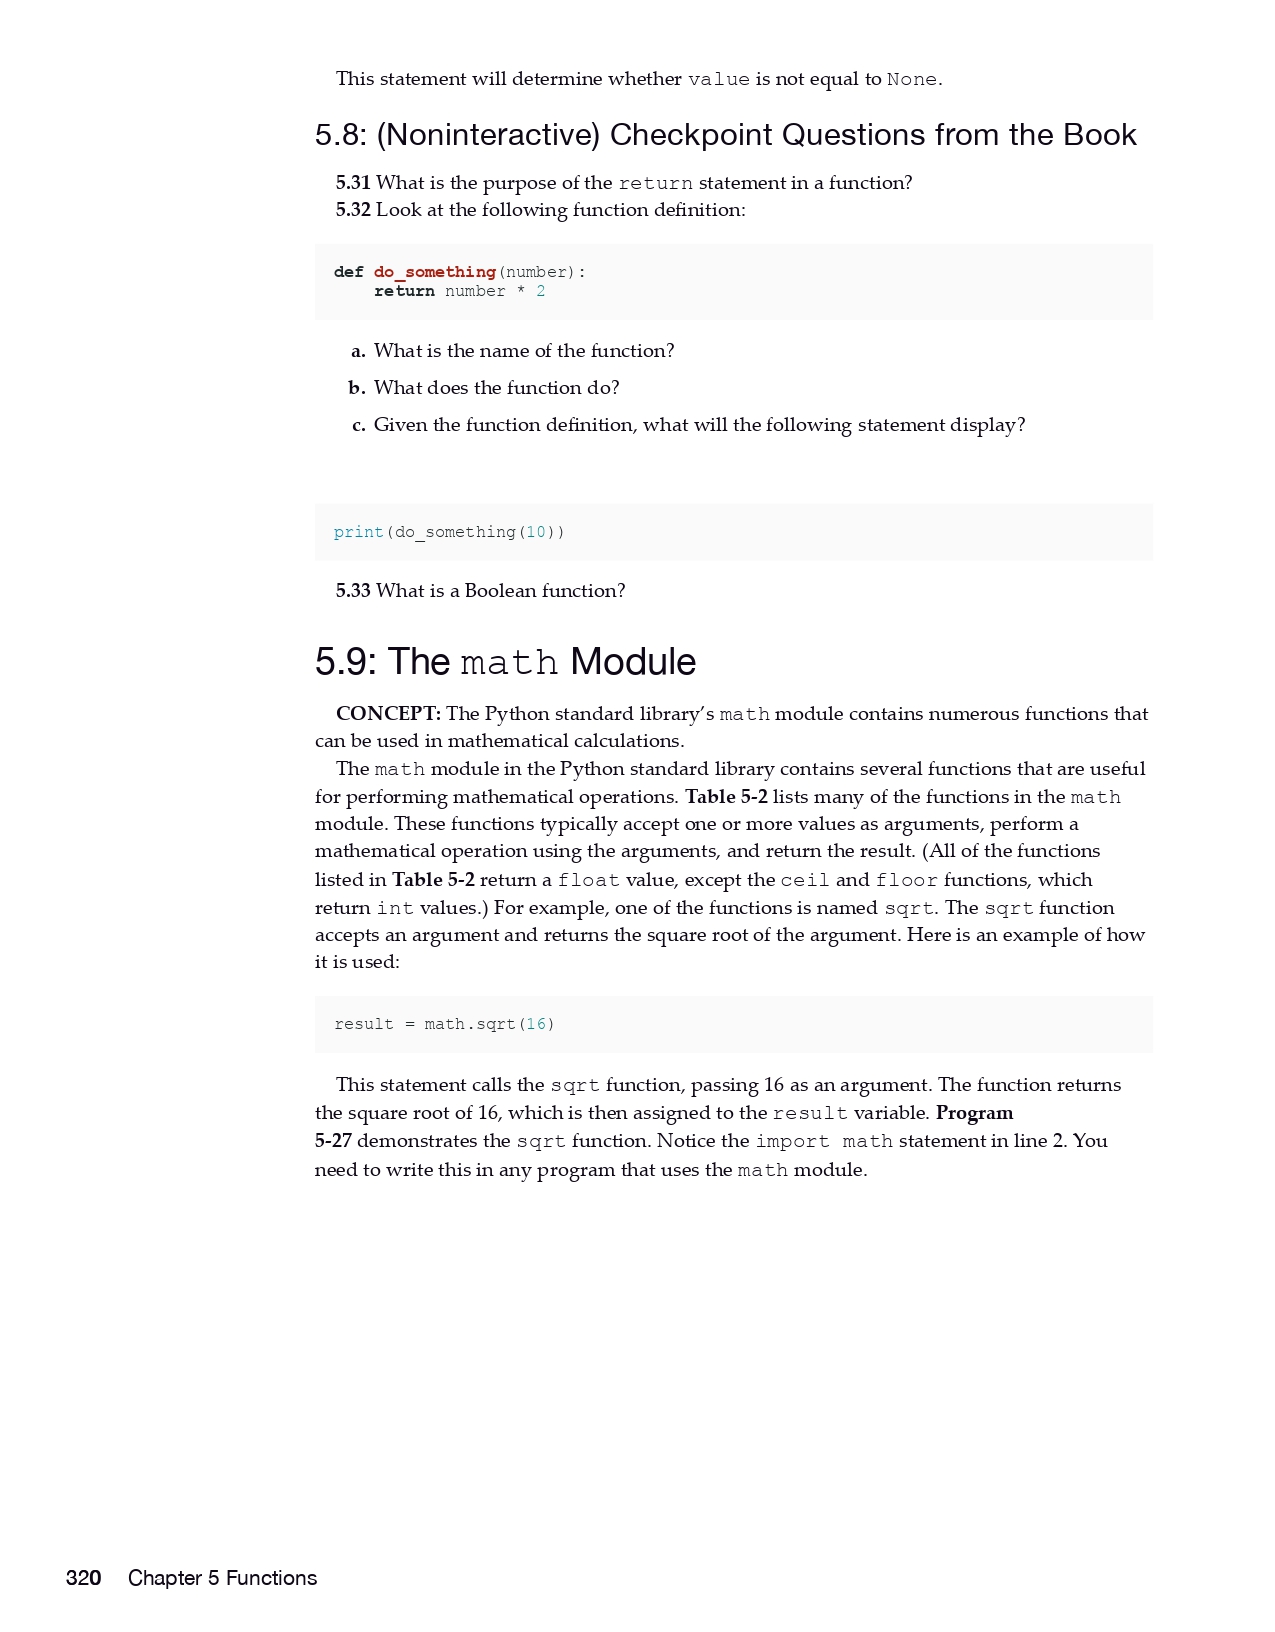 This statement will determine whether value is not equal to None.
5.8: (Noninteractive) Checkpoint Questions from the Book
5.31 What is the purpose of the return statement in a function?
5.32 Look at the following function definition:
def do_something(number):
    return number * 2
a. What is the name of the function?
b. What does the function do?
c. Given the function definition, what will the following statement display?
print(do_something(10))
5.33 What is a Boolean function?
5.9: The math Module
CONCEPT: The Python standard library’s math module contains numerous functions that
can be used in mathematical calculations.
The math module in the Python standard library contains several functions that are useful
for performing mathematical operations. Table 5-2 lists many of the functions in the math
module. These functions typically accept one or more values as arguments, perform a
mathematical operation using the arguments, and return the result. (All of the functions
listed in Table 5-2 return a float value, except the ceil and floor functions, which
return int values.) For example, one of the functions is named sqrt. The sqrt function
accepts an argument and returns the square root of the argument. Here is an example of how
it is used:
result = math.sqrt(16)
This statement calls the sqrt function, passing 16 as an argument. The function returns
the square root of 16, which is then assigned to the result variable. Program
5-27 demonstrates the sqrt function. Notice the import math statement in line 2. You
need to write this in any program that uses the math module.
320 Chapter 5 Functions